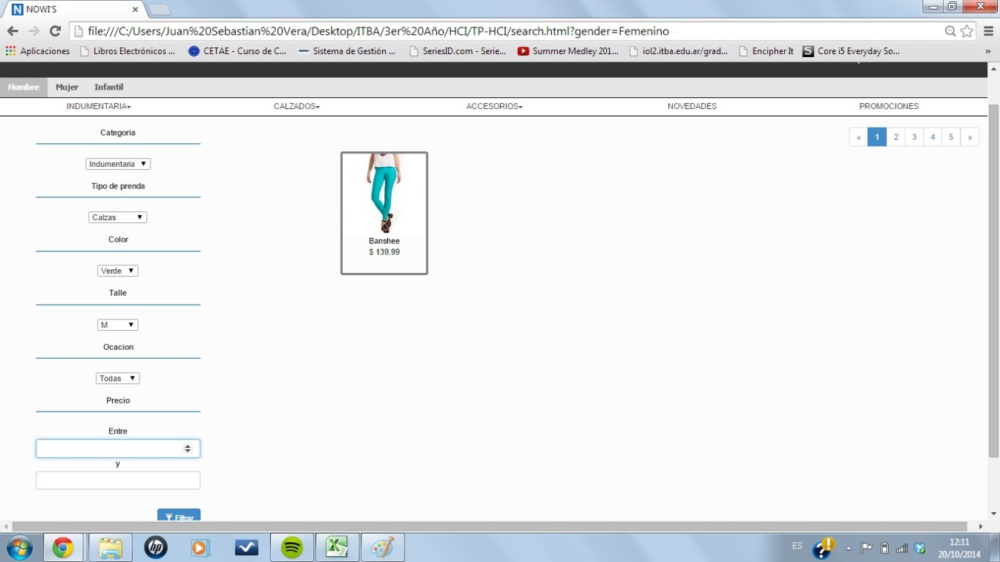 NOWI'S
file:///C:/Users/Juan%20Sebastian%20Vera/Desktop/ITBA/3er%20Año/HCI/TP-HCI/search.html?gender=Femenino
Aplicaciones Libros Electrónicos ... CETAE - Curso de C... Sistema de Gestión ... SeriesID.com - Serie... Summer Medley 201... iol2.itba.edu.ar/grad... Encipher It Core i5 Everyday So... »
Hombre Mujer Infantil
INDUMENTARIA CALZADOS ACCESORIOS NOVEDADES PROMOCIONES
Categoria
« 1 2 3 4 5 »
Indumentaria
Tipo de prenda
Calzas
Color
Banshee
$ 139.99
Verde
Talle
M
Ocacion
Todas
Precio
Entre
y
Filtrar
ES
12:11
20/10/2014